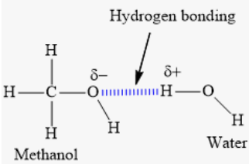 Hydrogen bonding
H δ− δ+
H C O H O
H H H
Methanol Water